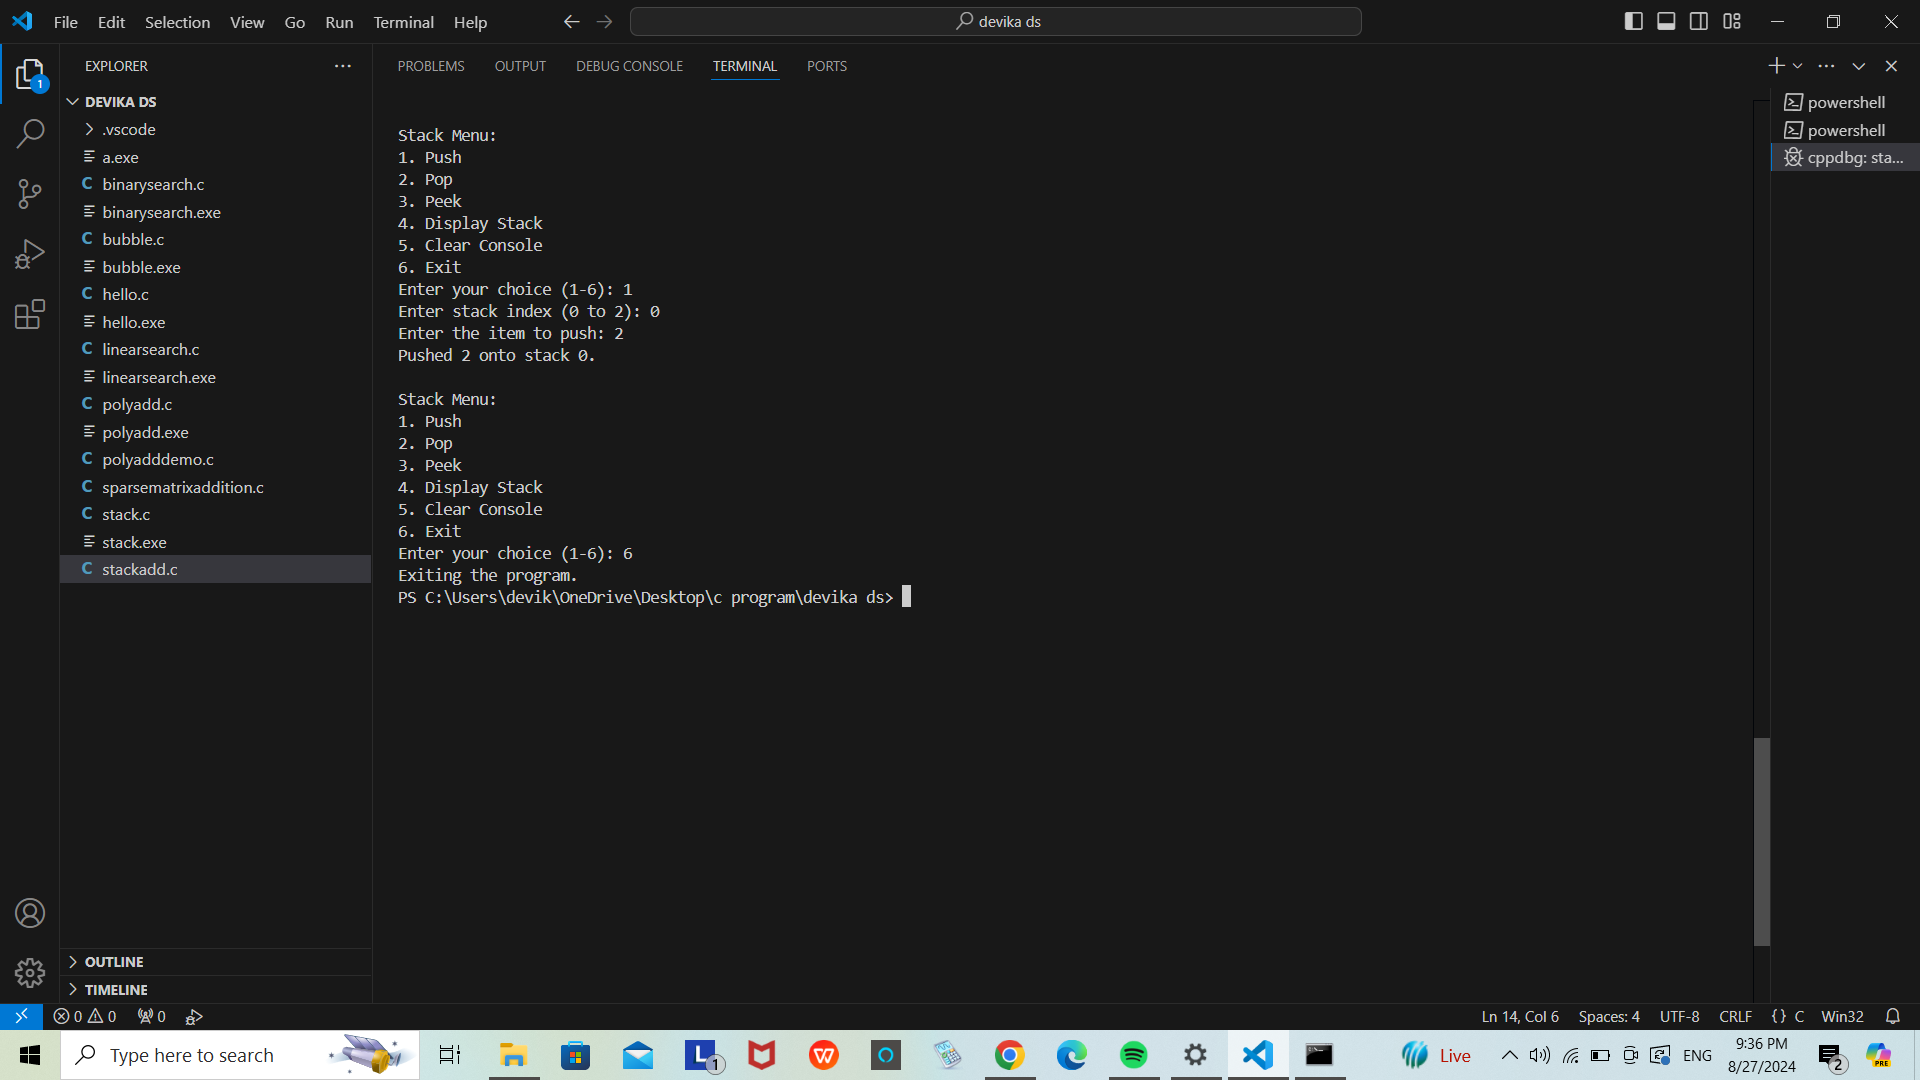 File Edit Selection View Go Run Terminal Help
devika ds
EXPLORER
1
DEVIKA DS
.vscode
a.exe
C binarysearch.c
binarysearch.exe
C bubble.c
bubble.exe
C hello.c
hello.exe
C linearsearch.c
linearsearch.exe
C polyadd.c
polyadd.exe
C polyadddemo.c
C sparsematrixaddition.c
C stack.c
stack.exe
C stackadd.c
OUTLINE
TIMELINE
PROBLEMS OUTPUT DEBUG CONSOLE TERMINAL PORTS
Stack Menu:
1. Push
2. Pop
3. Peek
4. Display Stack
5. Clear Console
6. Exit
Enter your choice (1-6): 1
Enter stack index (0 to 2): 0
Enter the item to push: 2
Pushed 2 onto stack 0.
Stack Menu:
1. Push
2. Pop
3. Peek
4. Display Stack
5. Clear Console
6. Exit
Enter your choice (1-6): 6
Exiting the program.
PS C:\Users\devik\OneDrive\Desktop\c program\devika ds>
powershell
powershell
cppdbg: sta...
0 0 0
Ln 14, Col 6 Spaces: 4 UTF-8 CRLF {} C Win32
Type here to search
L 1
W
Live
ENG
9:36 PM
8/27/2024
2
PRE